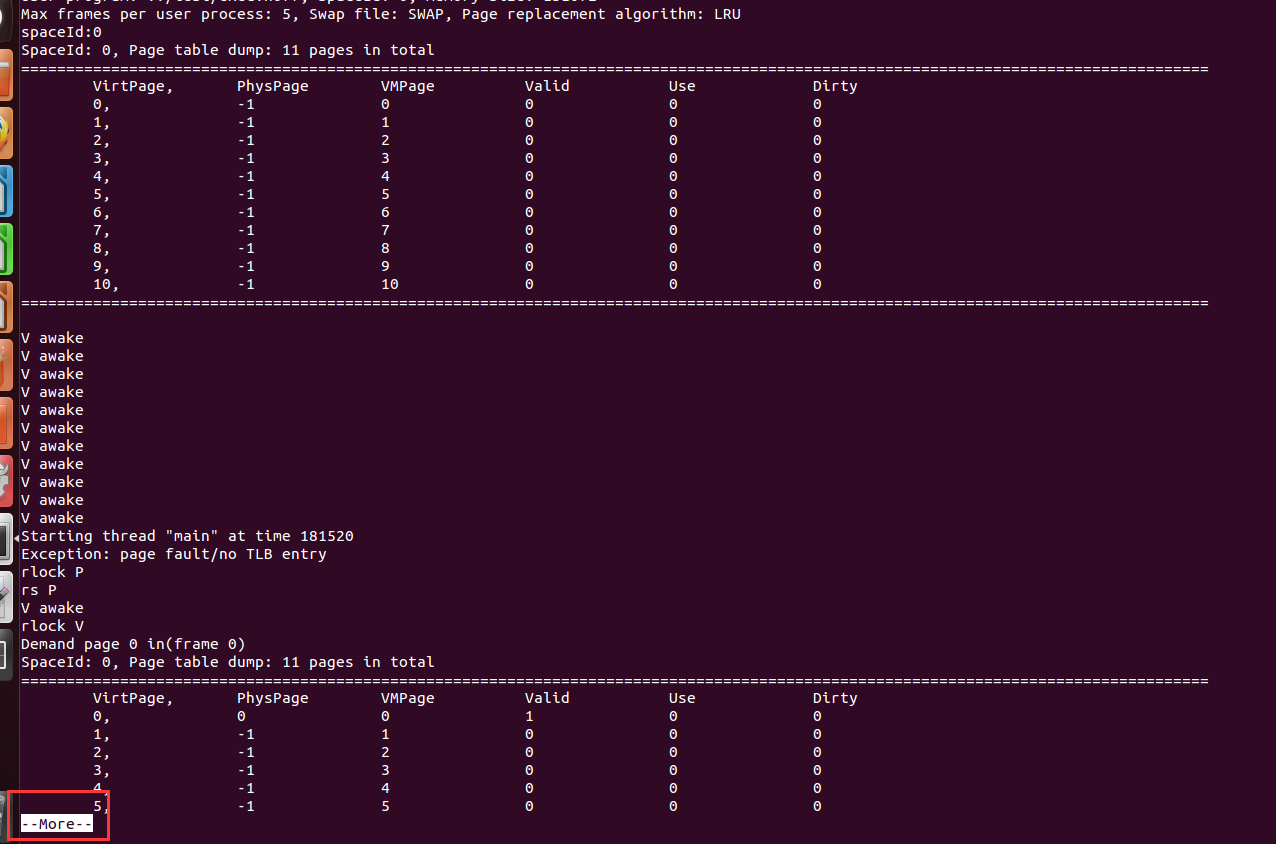 Max frames per user process: 5, Swap file: SWAP, Page replacement algorithm: LRU
spaceId:0
SpaceId: 0, Page table dump: 11 pages in total
====================================================================================================================================
VirtPage, PhysPage VMPage Valid Use Dirty
0, -1 0 0 0 0
1, -1 1 0 0 0
2, -1 2 0 0 0
3, -1 3 0 0 0
4, -1 4 0 0 0
5, -1 5 0 0 0
6, -1 6 0 0 0
7, -1 7 0 0 0
8, -1 8 0 0 0
9, -1 9 0 0 0
10, -1 10 0 0 0
====================================================================================================================================
V awake
V awake
V awake
V awake
V awake
V awake
V awake
V awake
V awake
V awake
V awake
Starting thread "main" at time 181520
Exception: page fault/no TLB entry
rlock P
rs P
V awake
rlock V
Demand page 0 in(frame 0)
SpaceId: 0, Page table dump: 11 pages in total
====================================================================================================================================
VirtPage, PhysPage VMPage Valid Use Dirty
0, 0 0 1 0 0
1, -1 1 0 0 0
2, -1 2 0 0 0
3, -1 3 0 0 0
4, -1 4 0 0 0
5, -1 5 0 0 0
--More--